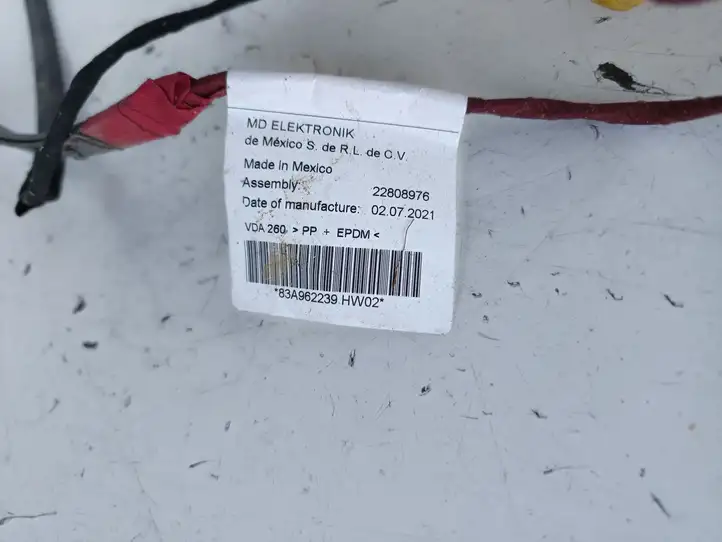 MD ELEKTRONIK
de México S. de R.L. de C.V.
Made in Mexico
Assembly: 22808976
Date of manufacture: 02.07.2021
VDA 260 > PP + EPDM <
*83A962239.HW02*